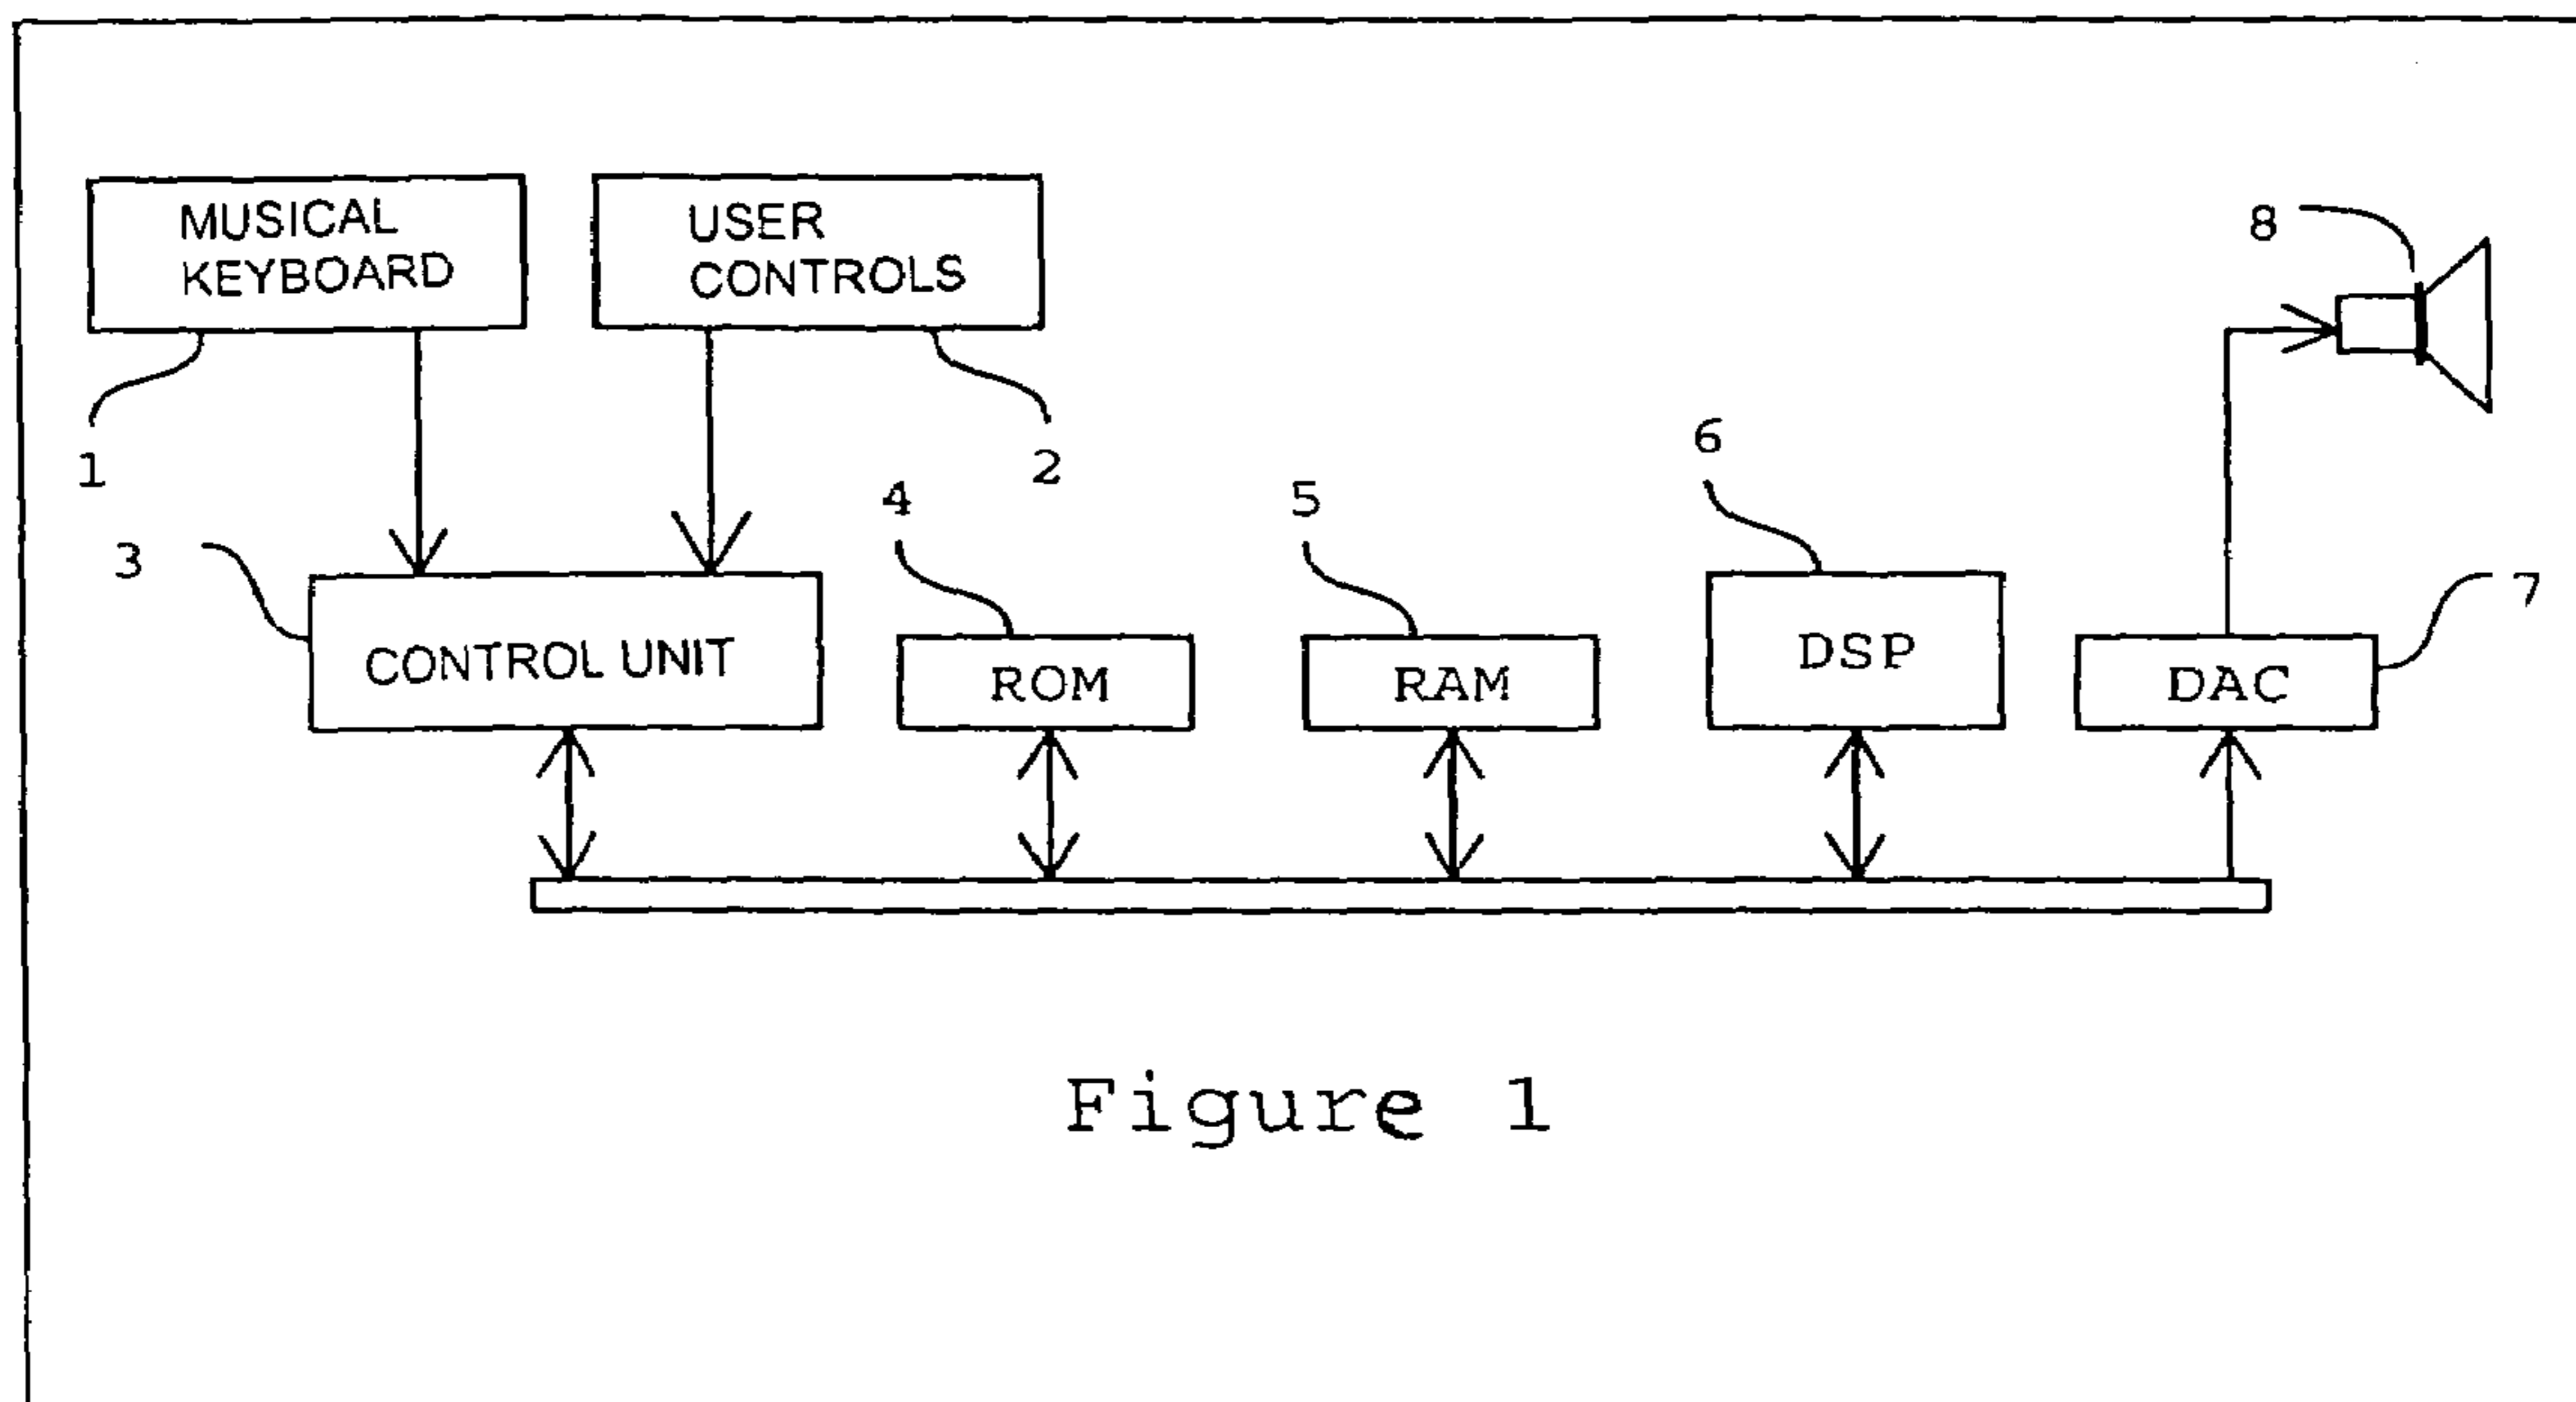 MUSICAL
KEYBOARD
USER
CONTROLS
8
1
2
6
4
5
3
7
CONTROL UNIT
ROM
RAM
DSP
DAC
Figure 1